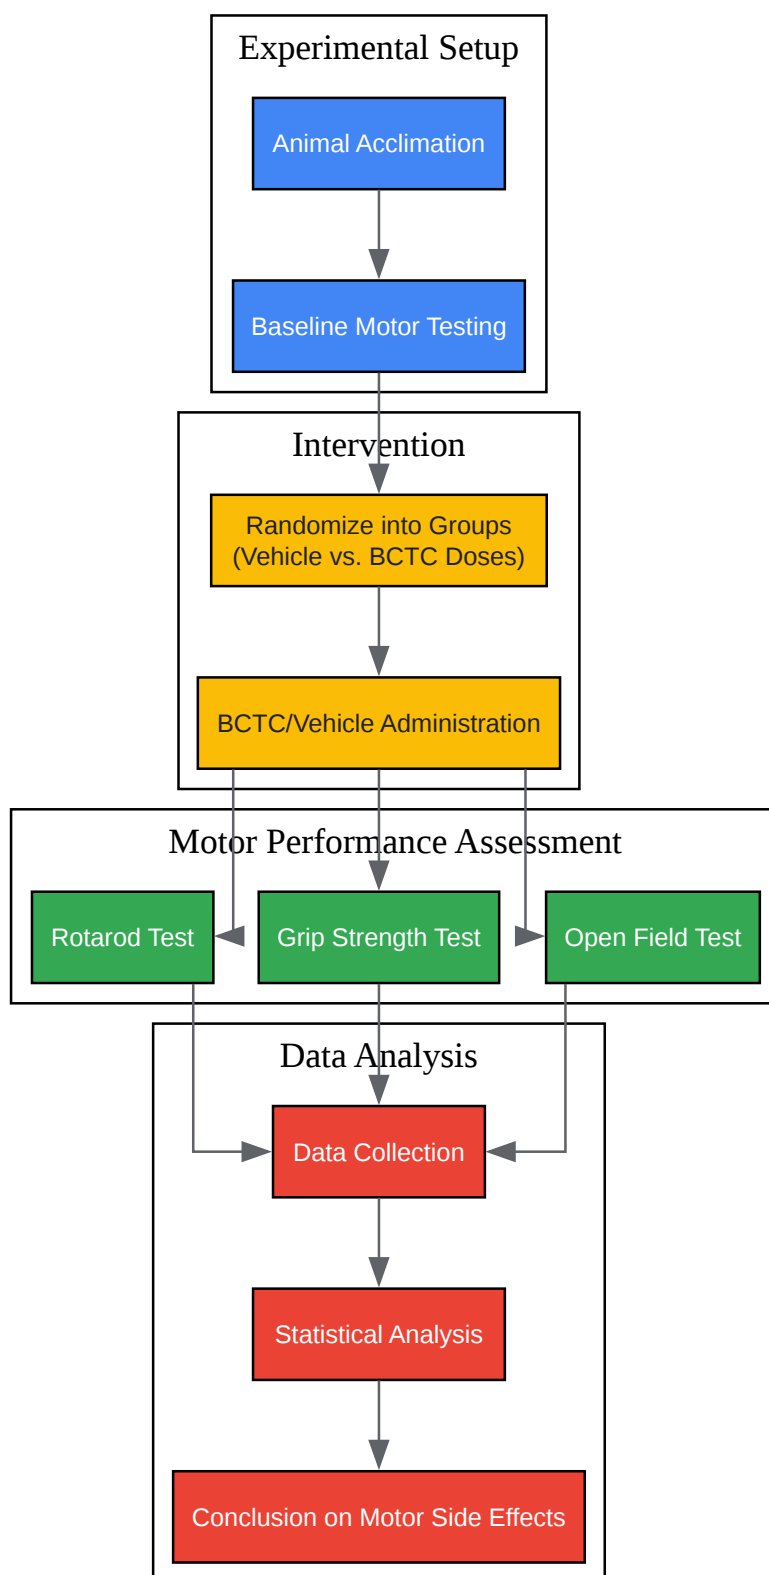 Experimental Setup
Animal Acclimation
Baseline Motor Testing
Intervention
Randomize into Groups
(Vehicle vs. BCTC Doses)
BCTC/Vehicle Administration
Motor Performance Assessment
Rotarod Test
Grip Strength Test
Open Field Test
Data Analysis
Data Collection
Statistical Analysis
Conclusion on Motor Side Effects